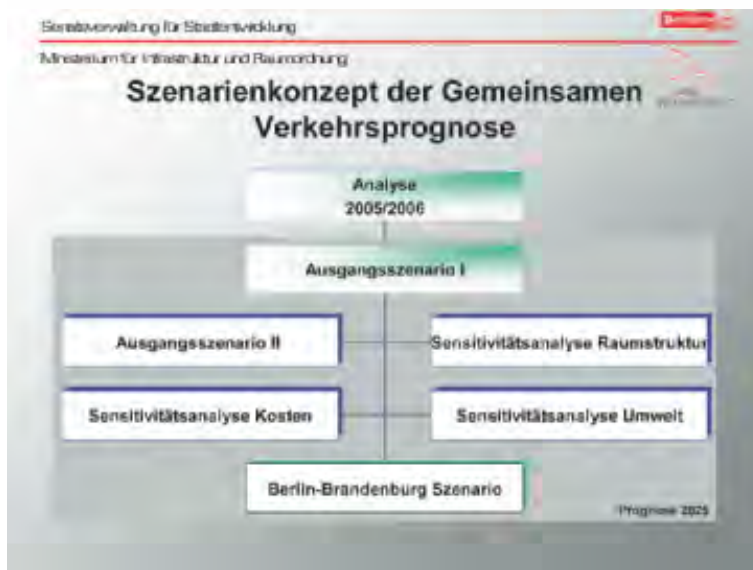 Senatsverwaltung für Stadtentwicklung
Ministerium für Infrastruktur und Raumordnung
Szenarienkonzept der Gemeinsamen
Verkehrsprognose
Analyse
2005/2006
Ausgangsszenario I
Ausgangsszenario II
Sensitivitätsanalyse Raumstruktur
Sensitivitätsanalyse Kosten
Sensitivitätsanalyse Umwelt
Berlin-Brandenburg Szenario
Prognose 2025